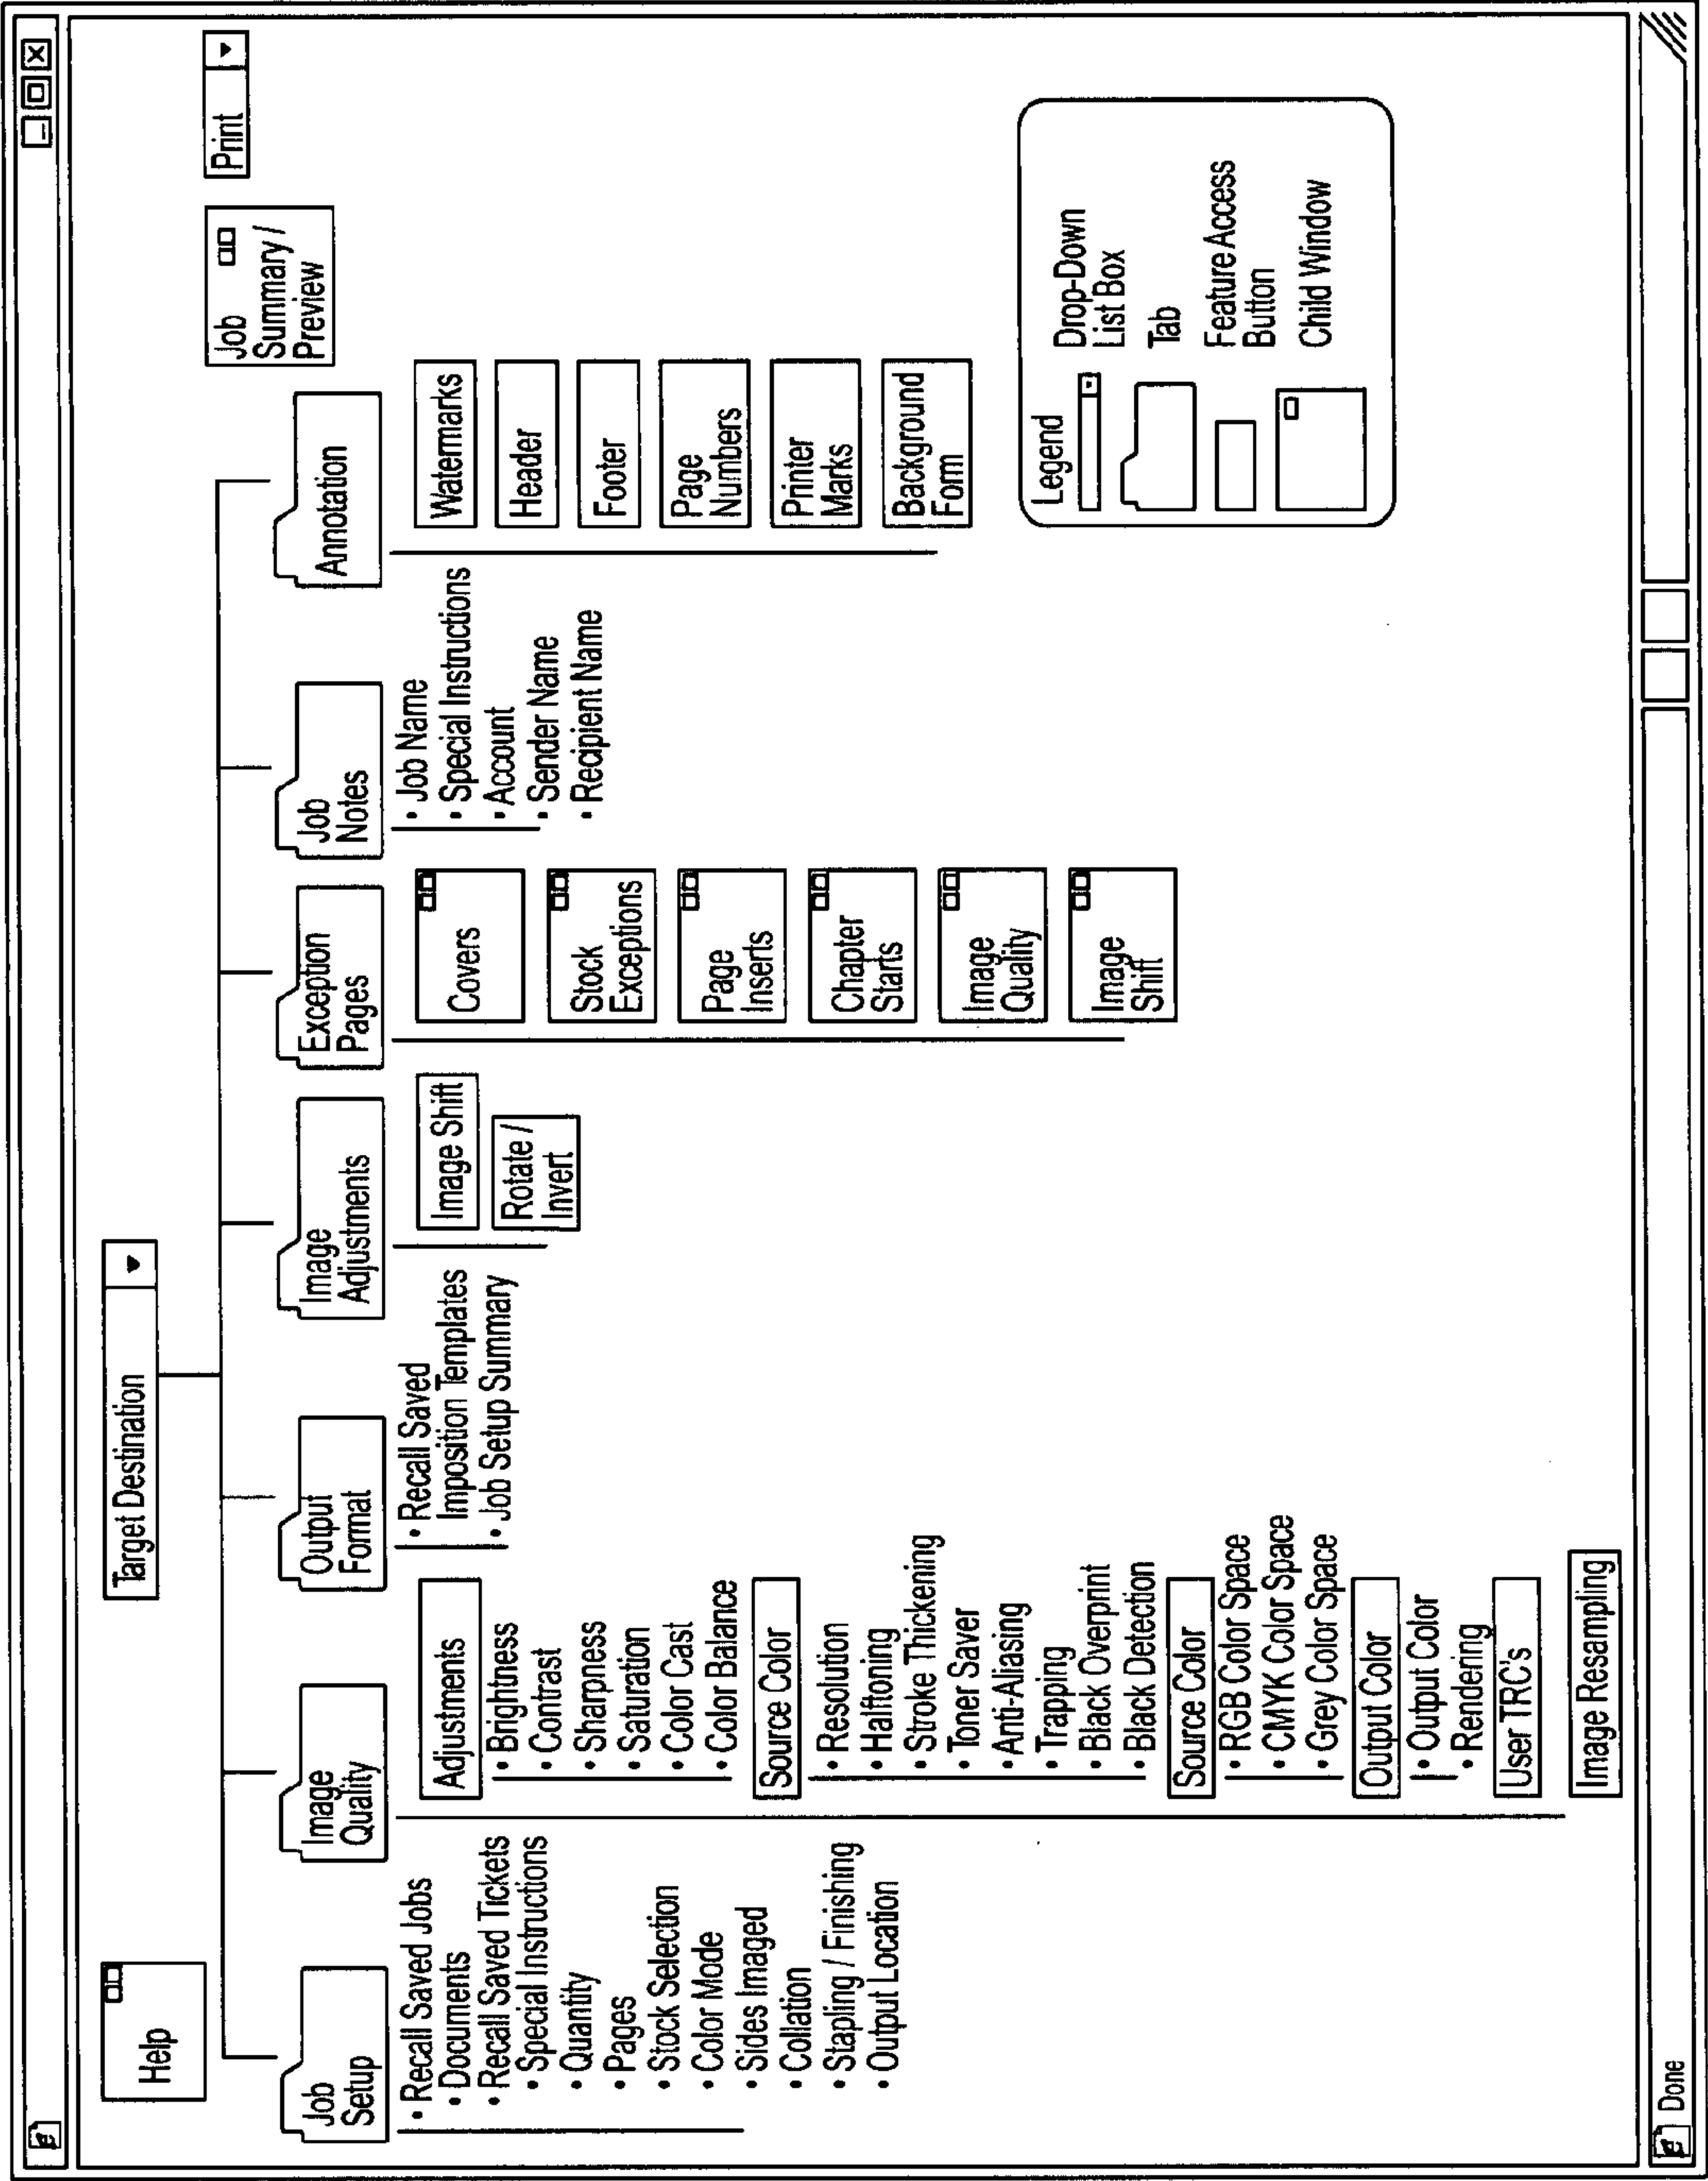 Help
Target Destination
Job
Summary /
Preview
Print
Job
Setup
• Recall Saved Jobs
• Documents
• Recall Saved Tickets
• Special Instructions
• Quantity
• Pages
• Stock Selection
• Color Mode
• Sides Imaged
• Collation
• Stapling / Finishing
• Output Location
Image
Quality
Adjustments
• Brightness
• Contrast
• Sharpness
• Saturation
• Color Cast
• Color Balance
Source Color
• Resolution
• Halftoning
• Stroke Thickening
• Toner Saver
• Anti-Aliasing
• Trapping
• Black Overprint
• Black Detection
Source Color
• RGB Color Space
• CMYK Color Space
• Grey Color Space
Output Color
• Output Color
• Rendering
User TRC's
Image Resampling
Output
Format
• Recall Saved
Imposition Templates
• Job Setup Summary
Image
Adjustments
Image Shift
Rotate /
Invert
Exception
Pages
Covers
Stock
Exceptions
Page
Inserts
Chapter
Starts
Image
Quality
Image
Shift
Job
Notes
• Job Name
• Special Instructions
• Account
• Sender Name
• Recipient Name
Annotation
Watermarks
Header
Footer
Page
Numbers
Printer
Marks
Background
Form
Legend
Drop-Down
List Box
Tab
Feature Access
Button
Child Window
Done